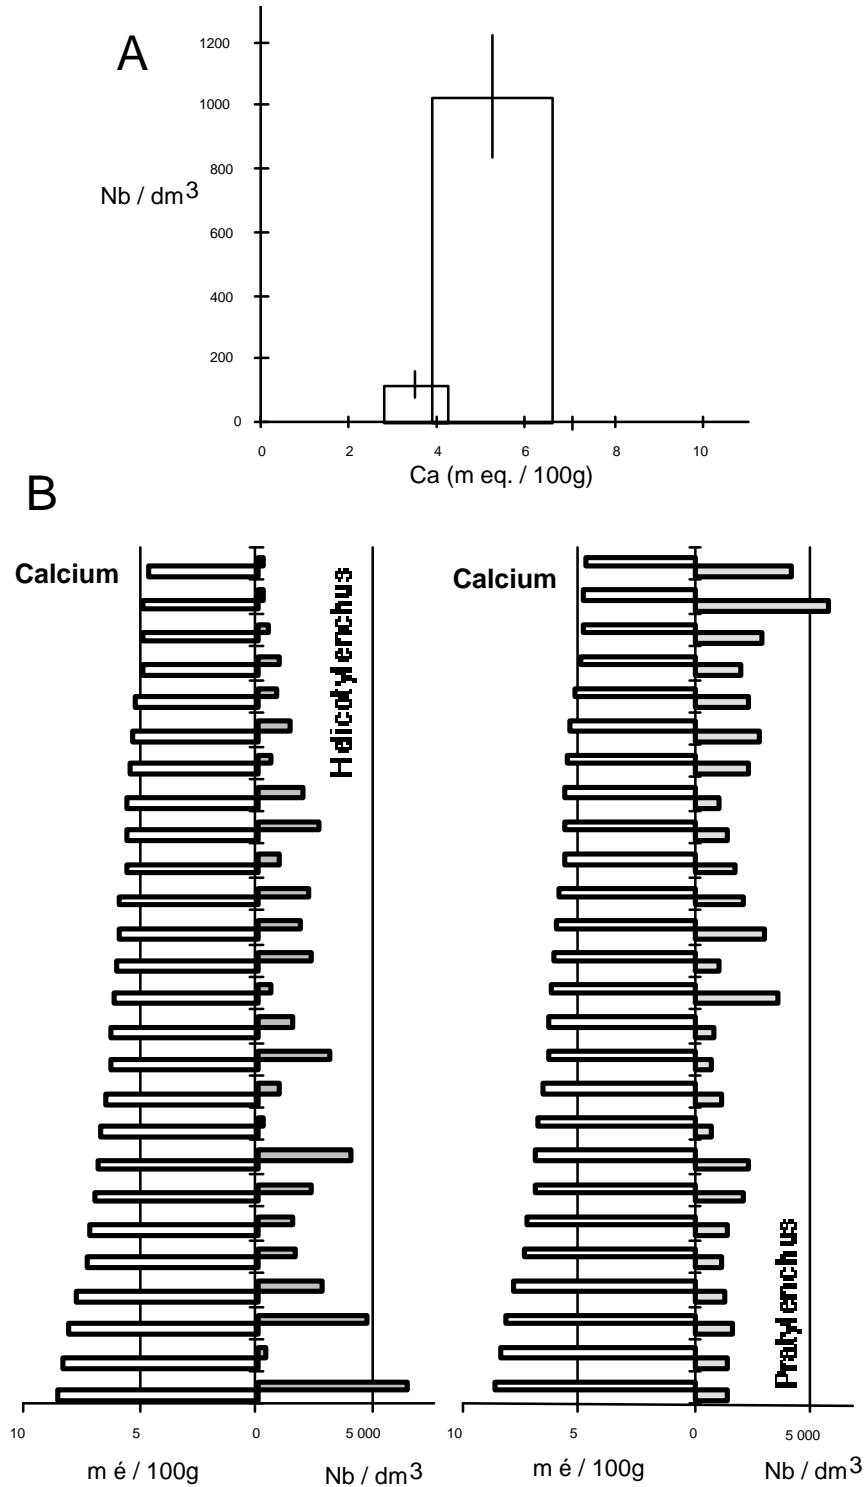 A
1200
1000
800
Nb / dm3
600
400
200
0
0 2 4 6 8 10
Ca (m eq. / 100g)
B
Calcium
Helicotylenchus
Calcium
Pratylenchus
10 5 0 5 000
m é / 100g Nb / dm3
10 5 0 5 000
m é / 100g Nb / dm3